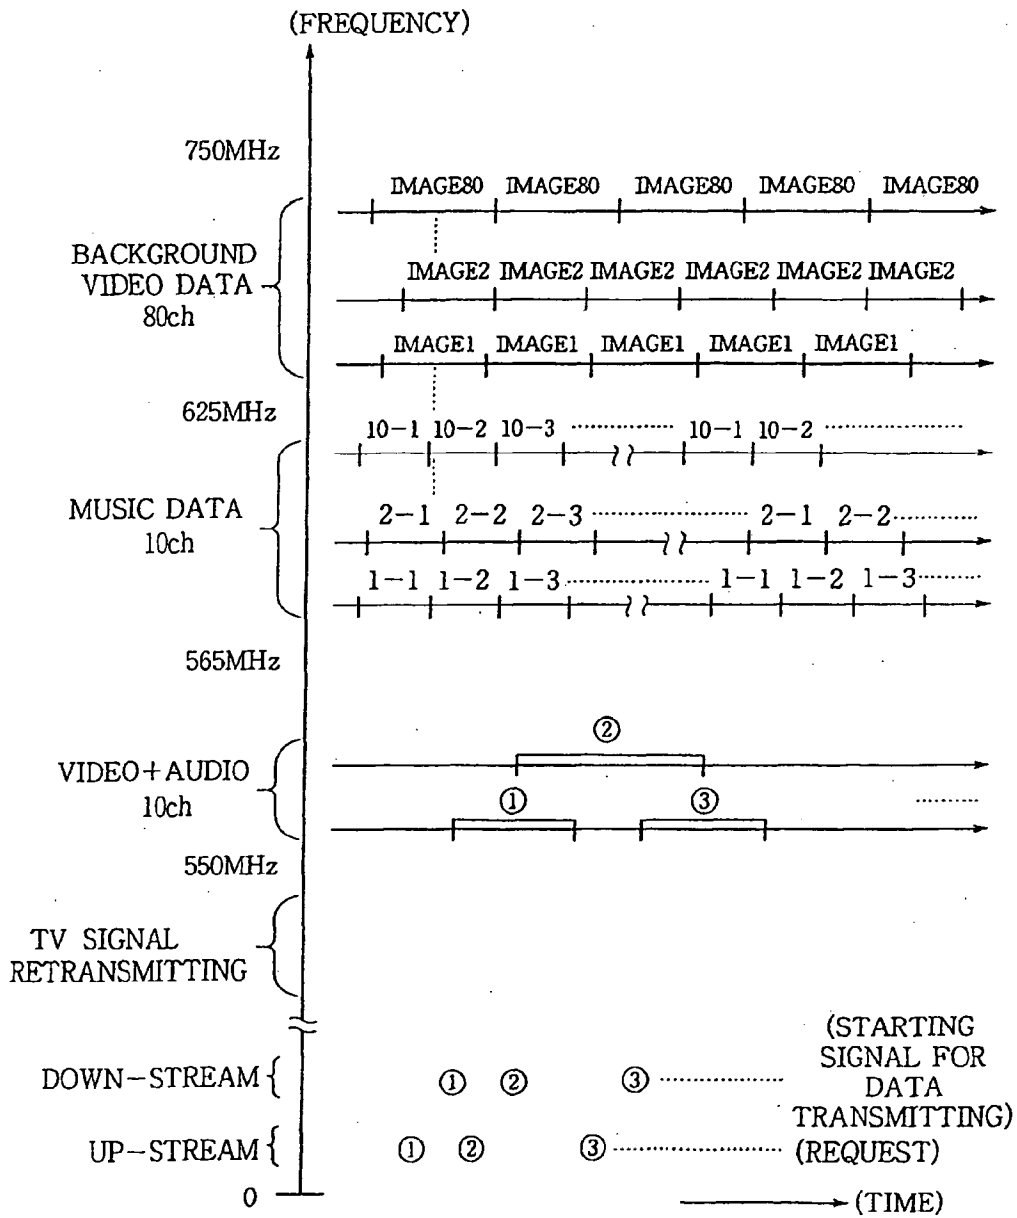 (FREQUENCY)
750MHz
IMAGE80 IMAGE80 IMAGE80 IMAGE80 IMAGE80
BACKGROUND
VIDEO DATA
80ch
IMAGE2 IMAGE2 IMAGE2 IMAGE2 IMAGE2 IMAGE2
IMAGE1 IMAGE1 IMAGE1 IMAGE1 IMAGE1
625MHz
10-1 10-2 10-3 10-1 10-2
MUSIC DATA
10ch
2-1 2-2 2-3 2-1 2-2
1-1 1-2 1-3 1-1 1-2 1-3
565MHz
②
VIDEO+AUDIO
10ch
① ③
550MHz
TV SIGNAL
RETRANSMITTING
DOWN-STREAM ① ② ③
(STARTING
SIGNAL FOR
DATA
TRANSMITTING)
UP-STREAM ① ② ③ (REQUEST)
0
(TIME)